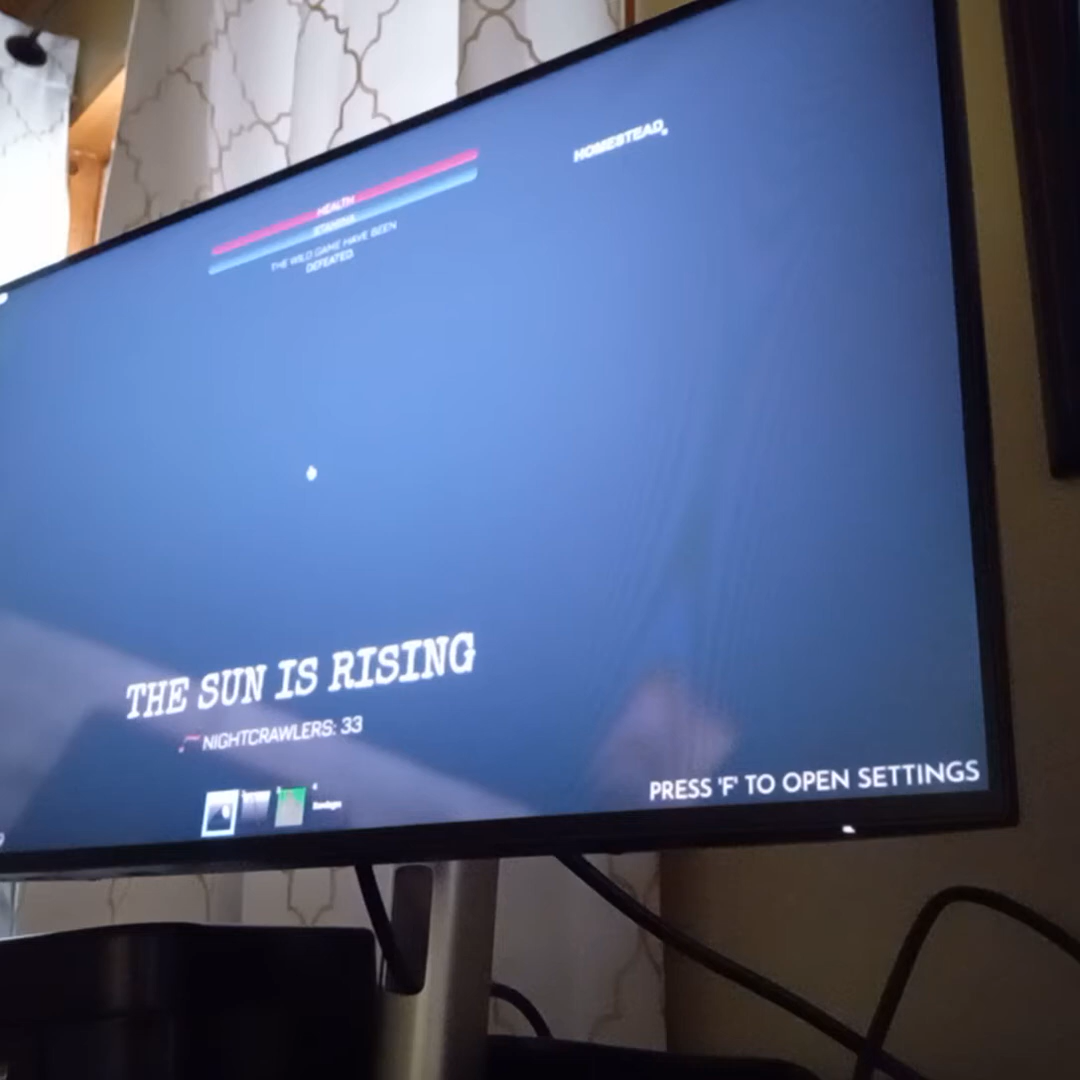 HOMESTEAD.
HEALTH
STAMINA
THE WILD GAME HAVE BEEN
DEFEATED.
THE SUN IS RISING
NIGHTCRAWLERS: 33
PRESS 'F' TO OPEN SETTINGS